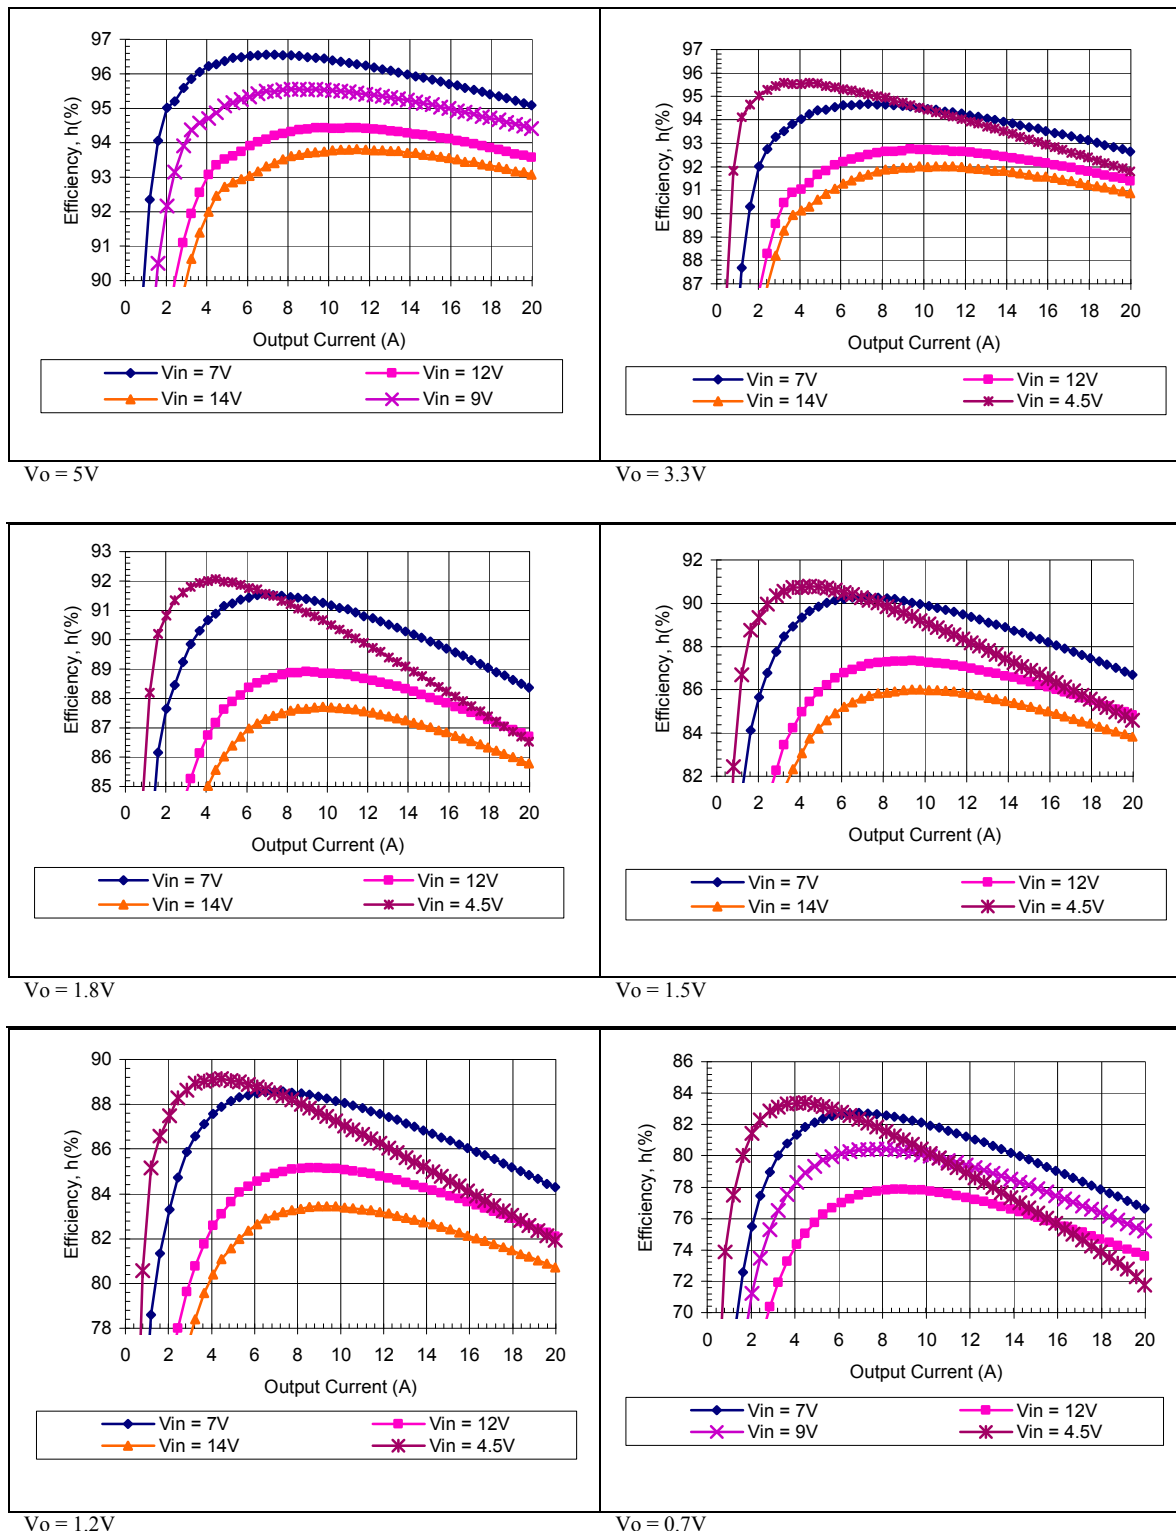 97
96
95
94
93
92
91
90
Efficiency, h(%)
0 2 4 6 8 10 12 14 16 18 20
Output Current (A)
Vin = 7V Vin = 12V
Vin = 14V Vin = 9V
Vo = 5V
97
96
95
94
93
92
91
90
89
88
87
Efficiency, h(%)
0 2 4 6 8 10 12 14 16 18 20
Output Current (A)
Vin = 7V Vin = 12V
Vin = 14V Vin = 4.5V
Vo = 3.3V
93
92
91
90
89
88
87
86
85
Efficiency, h(%)
0 2 4 6 8 10 12 14 16 18 20
Output Current (A)
Vin = 7V Vin = 12V
Vin = 14V Vin = 4.5V
Vo = 1.8V
92
90
88
86
84
82
Efficiency, h(%)
0 2 4 6 8 10 12 14 16 18 20
Output Current (A)
Vin = 7V Vin = 12V
Vin = 14V Vin = 4.5V
Vo = 1.5V
90
88
86
84
82
80
78
Efficiency, h(%)
0 2 4 6 8 10 12 14 16 18 20
Output Current (A)
Vin = 7V Vin = 12V
Vin = 14V Vin = 4.5V
Vo = 1.2V
86
84
82
80
78
76
74
72
70
Efficiency, h(%)
0 2 4 6 8 10 12 14 16 18 20
Output Current (A)
Vin = 7V Vin = 12V
Vin = 9V Vin = 4.5V
Vo = 0.7V